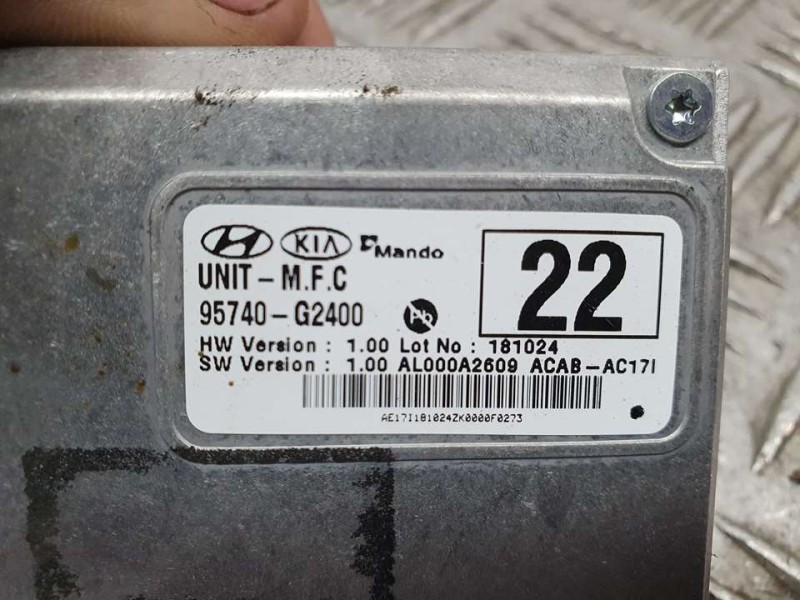 KIA Mando
UNIT - M.F.C
95740 - G2400 Pb
22
HW Version : 1.00 Lot No : 181024
SW Version : 1.00 AL000A2609 ACAB - AC17I
AE17I181024ZK0000F0273